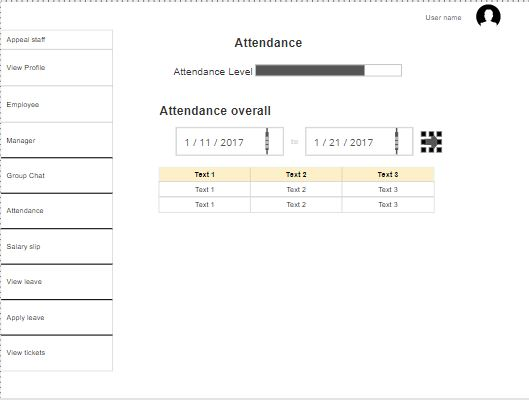 User name
Appeal staff
View Profile
Employee
Manager
Group Chat
Attendance
Salary slip
View leave
Apply leave
View tickets
Attendance
Attendance Level
Attendance overall
1 / 11 / 2017 to 1 / 21 / 2017
Text 1 Text 2 Text 3
Text 1 Text 2 Text 3
Text 1 Text 2 Text 3